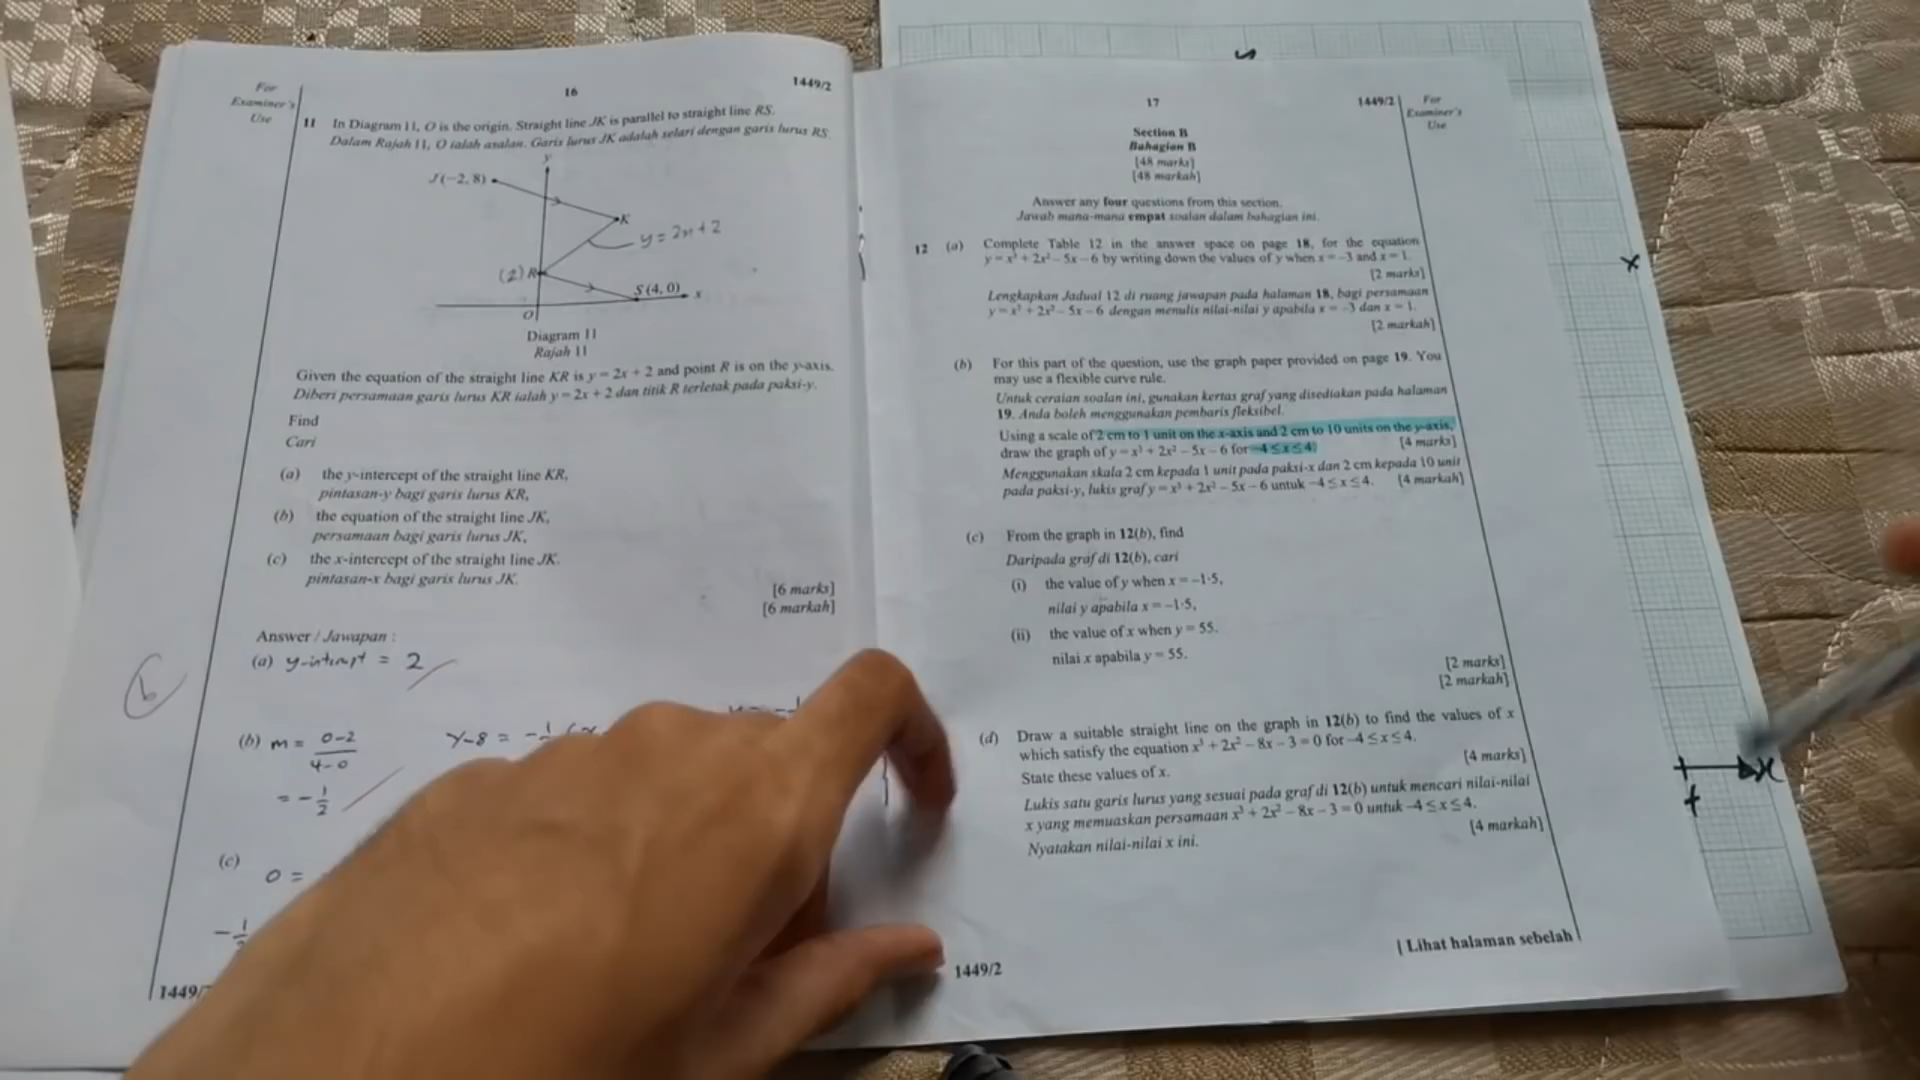 For
Examiner's
Use
16
1449/2
11 In Diagram 11, O is the origin. Straight line JK is parallel to straight line RS.
Dalam Rajah 11, O ialah asalan. Garis lurus JK adalah selari dengan garis lurus RS.
y
J(−2, 8)
K
y = 2x + 2
(2) R
S (4, 0)
x
O
Diagram 11
Rajah 11
Given the equation of the straight line KR is y = 2x + 2 and point R is on the y-axis.
Diberi persamaan garis lurus KR ialah y = 2x + 2 dan titik R terletak pada paksi-y.
Find
Cari
(a) the y-intercept of the straight line KR,
pintasan-y bagi garis lurus KR,
(b) the equation of the straight line JK,
persamaan bagi garis lurus JK,
(c) the x-intercept of the straight line JK.
pintasan-x bagi garis lurus JK.
[6 marks]
[6 markah]
Answer / Jawapan :
(a) y-intercept = 2
(b) m = 0-2
4-0
y-8 = -1
= -1/2
(c)
0 =
1449/
17
1449/2
For
Examiner's
Use
Section B
Bahagian B
[48 marks]
[48 markah]
Answer any four questions from this section.
Jawab mana-mana empat soalan dalam bahagian ini.
12 (a) Complete Table 12 in the answer space on page 18, for the equation
y = x³ + 2x² − 5x − 6 by writing down the values of y when x = −3 and x = 1.
[2 marks]
Lengkapkan Jadual 12 di ruang jawapan pada halaman 18, bagi persamaan
y = x³ + 2x² − 5x − 6 dengan menulis nilai-nilai y apabila x = −3 dan x = 1.
[2 markah]
(b) For this part of the question, use the graph paper provided on page 19. You
may use a flexible curve rule.
Untuk ceraian soalan ini, gunakan kertas graf yang disediakan pada halaman
19. Anda boleh menggunakan pembaris fleksibel.
Using a scale of 2 cm to 1 unit on the x-axis and 2 cm to 10 units on the y-axis,
draw the graph of y = x³ + 2x² − 5x − 6 for −4 ≤ x ≤ 4.
[4 marks]
Menggunakan skala 2 cm kepada 1 unit pada paksi-x dan 2 cm kepada 10 unit
pada paksi-y, lukis graf y = x³ + 2x² − 5x − 6 untuk −4 ≤ x ≤ 4. [4 markah]
(c) From the graph in 12(b), find
Daripada graf di 12(b), cari
(i) the value of y when x = −1·5,
nilai y apabila x = −1·5,
(ii) the value of x when y = 55.
nilai x apabila y = 55.
[2 marks]
[2 markah]
(d) Draw a suitable straight line on the graph in 12(b) to find the values of x
which satisfy the equation x³ + 2x² − 8x − 3 = 0 for −4 ≤ x ≤ 4.
State these values of x.
[4 marks]
Lukis satu garis lurus yang sesuai pada graf di 12(b) untuk mencari nilai-nilai
x yang memuaskan persamaan x³ + 2x² − 8x − 3 = 0 untuk −4 ≤ x ≤ 4.
Nyatakan nilai-nilai x ini.
[4 markah]
1449/2
[ Lihat halaman sebelah
x
4